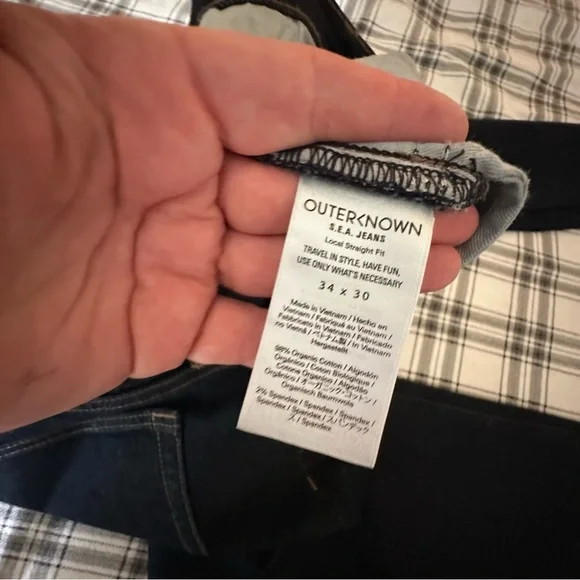 OUTERKNOWN
S.E.A. JEANS
Local Straight Fit
TRAVEL IN STYLE, HAVE FUN,
USE ONLY WHAT'S NECESSARY
34 x 30
Made in Vietnam / Hecho en
Vietnam / Fabriqué au Vietnam /
Fabbricato in Vietnam / Fabricado
no Vietnã / ベトナム製 / In Vietnam
Hergestellt
98% Organic Cotton / Algodón
Orgánico / Coton Biologique /
Cotone Organico / Algodão
Orgânico / オーガニック・コットン /
Organisch Baumwolle
2% Spandex / Spandex / Spandex
/ Spandex / Spandex / スパンデック
ス / Spandex